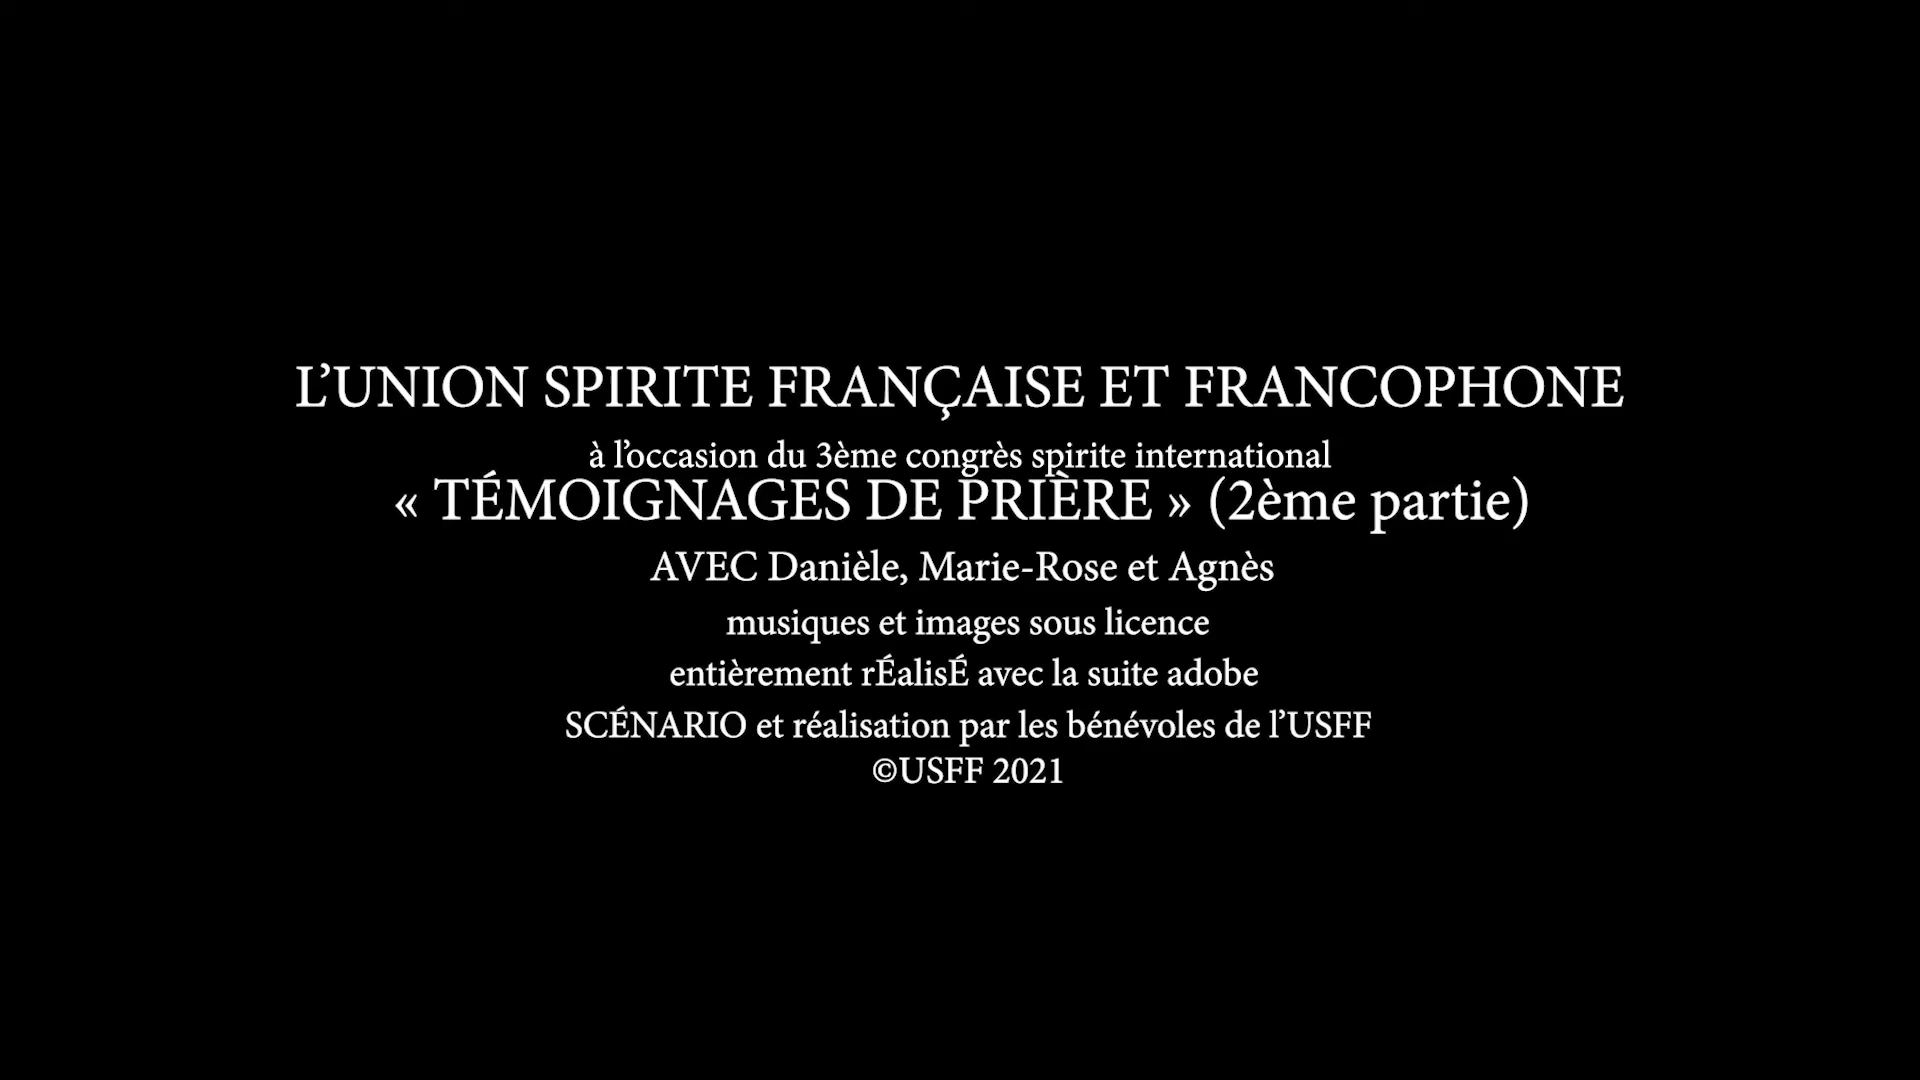 L’UNION SPIRITE FRANÇAISE ET FRANCOPHONE
à l’occasion du 3ème congrès spirite international
« TÉMOIGNAGES DE PRIÈRE » (2ème partie)
AVEC Danièle, Marie-Rose et Agnès
musiques et images sous licence
entièrement rÉalisÉ avec la suite adobe
SCÉNARIO et réalisation par les bénévoles de l’USFF
©USFF 2021